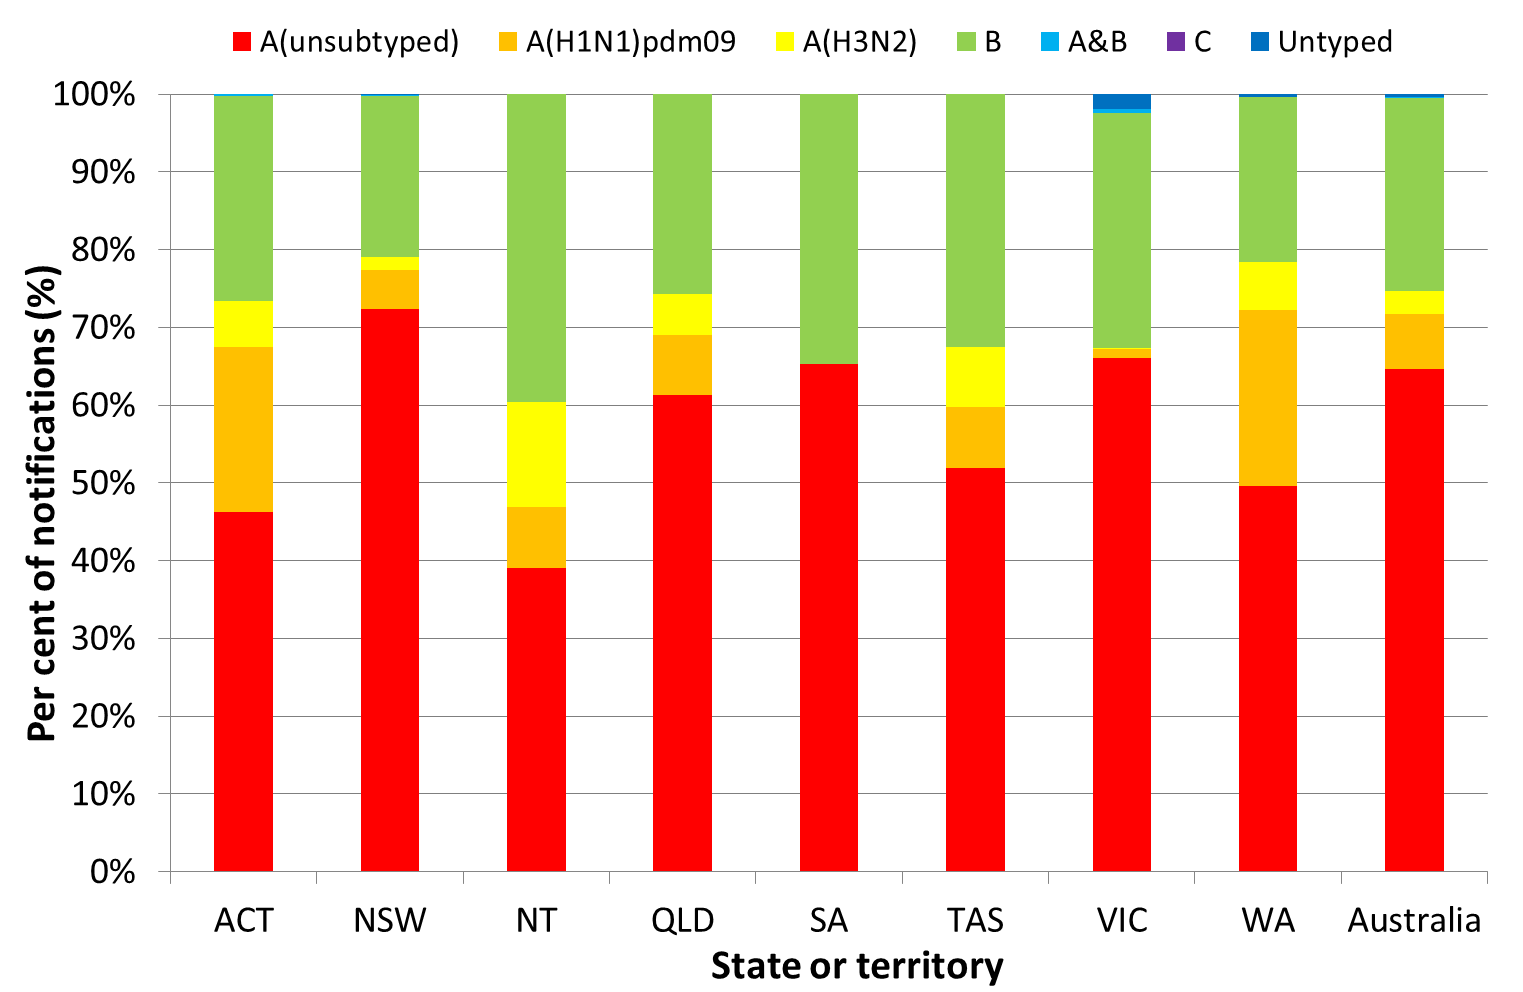 A(unsubtyped) A(H1N1)pdm09 A(H3N2) B A&B C Untyped
100%
90%
80%
70%
60%
50%
40%
30%
20%
10%
0%
Per cent of notifications (%)
ACT NSW NT QLD SA TAS VIC WA Australia
State or territory